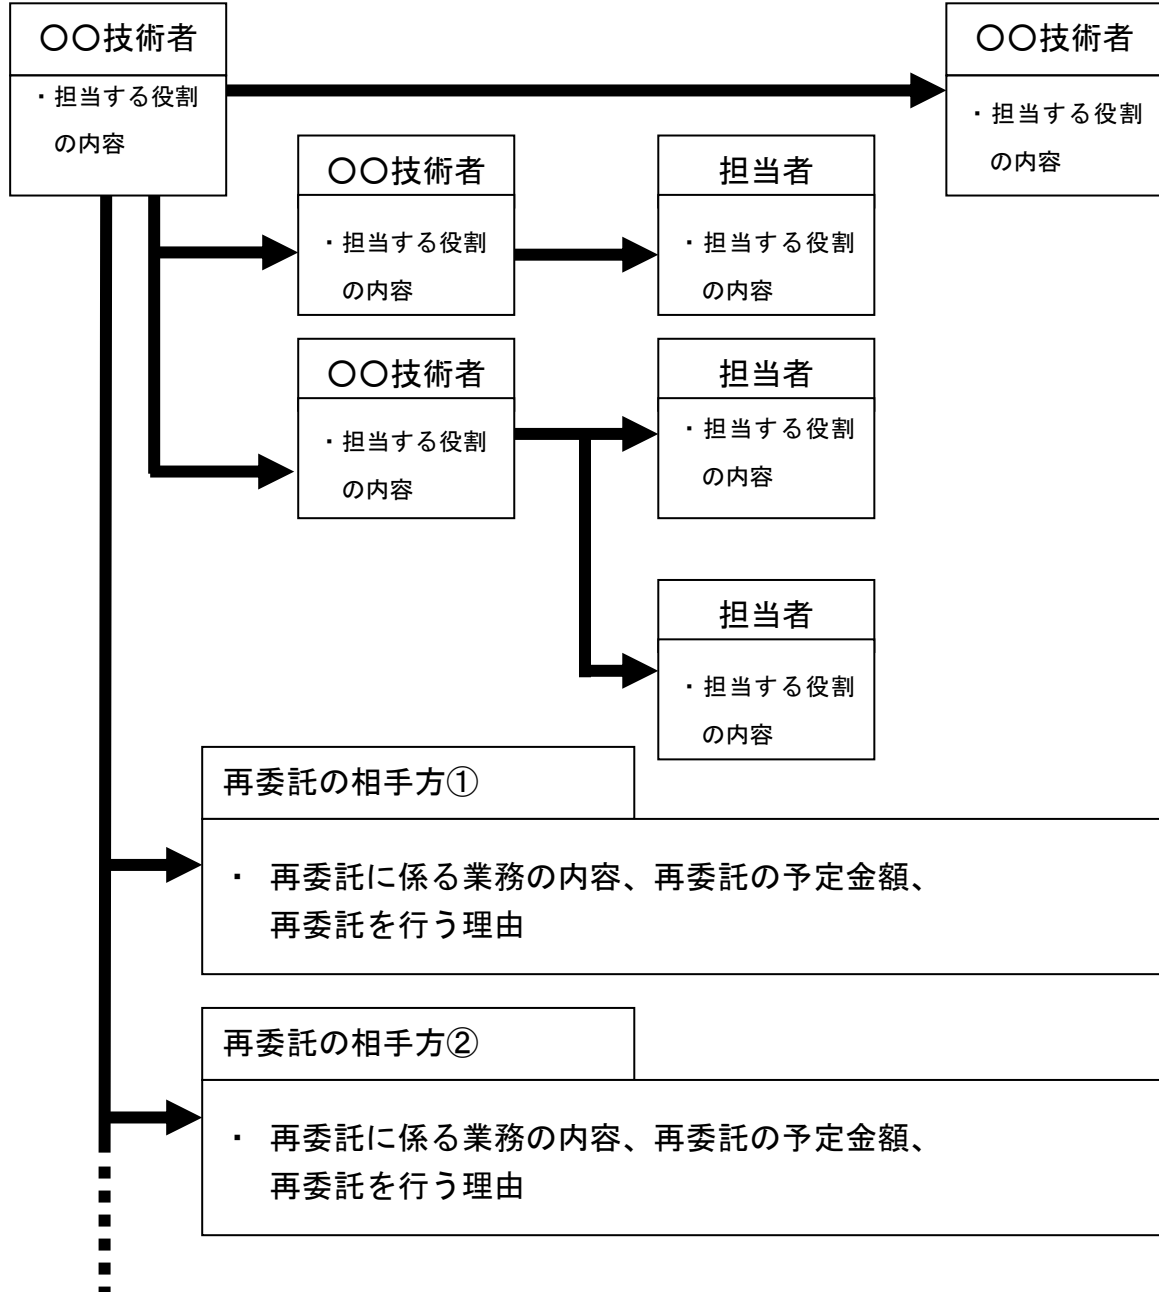 〇〇技術者
・担当する役割
の内容
〇〇技術者
・担当する役割
の内容
〇〇技術者
・担当する役割
の内容
担当者
・担当する役割
の内容
〇〇技術者
・担当する役割
の内容
担当者
・担当する役割
の内容
担当者
・担当する役割
の内容
再委託の相手方①
・ 再委託に係る業務の内容、再委託の予定金額、
再委託を行う理由
再委託の相手方②
・ 再委託に係る業務の内容、再委託の予定金額、
再委託を行う理由